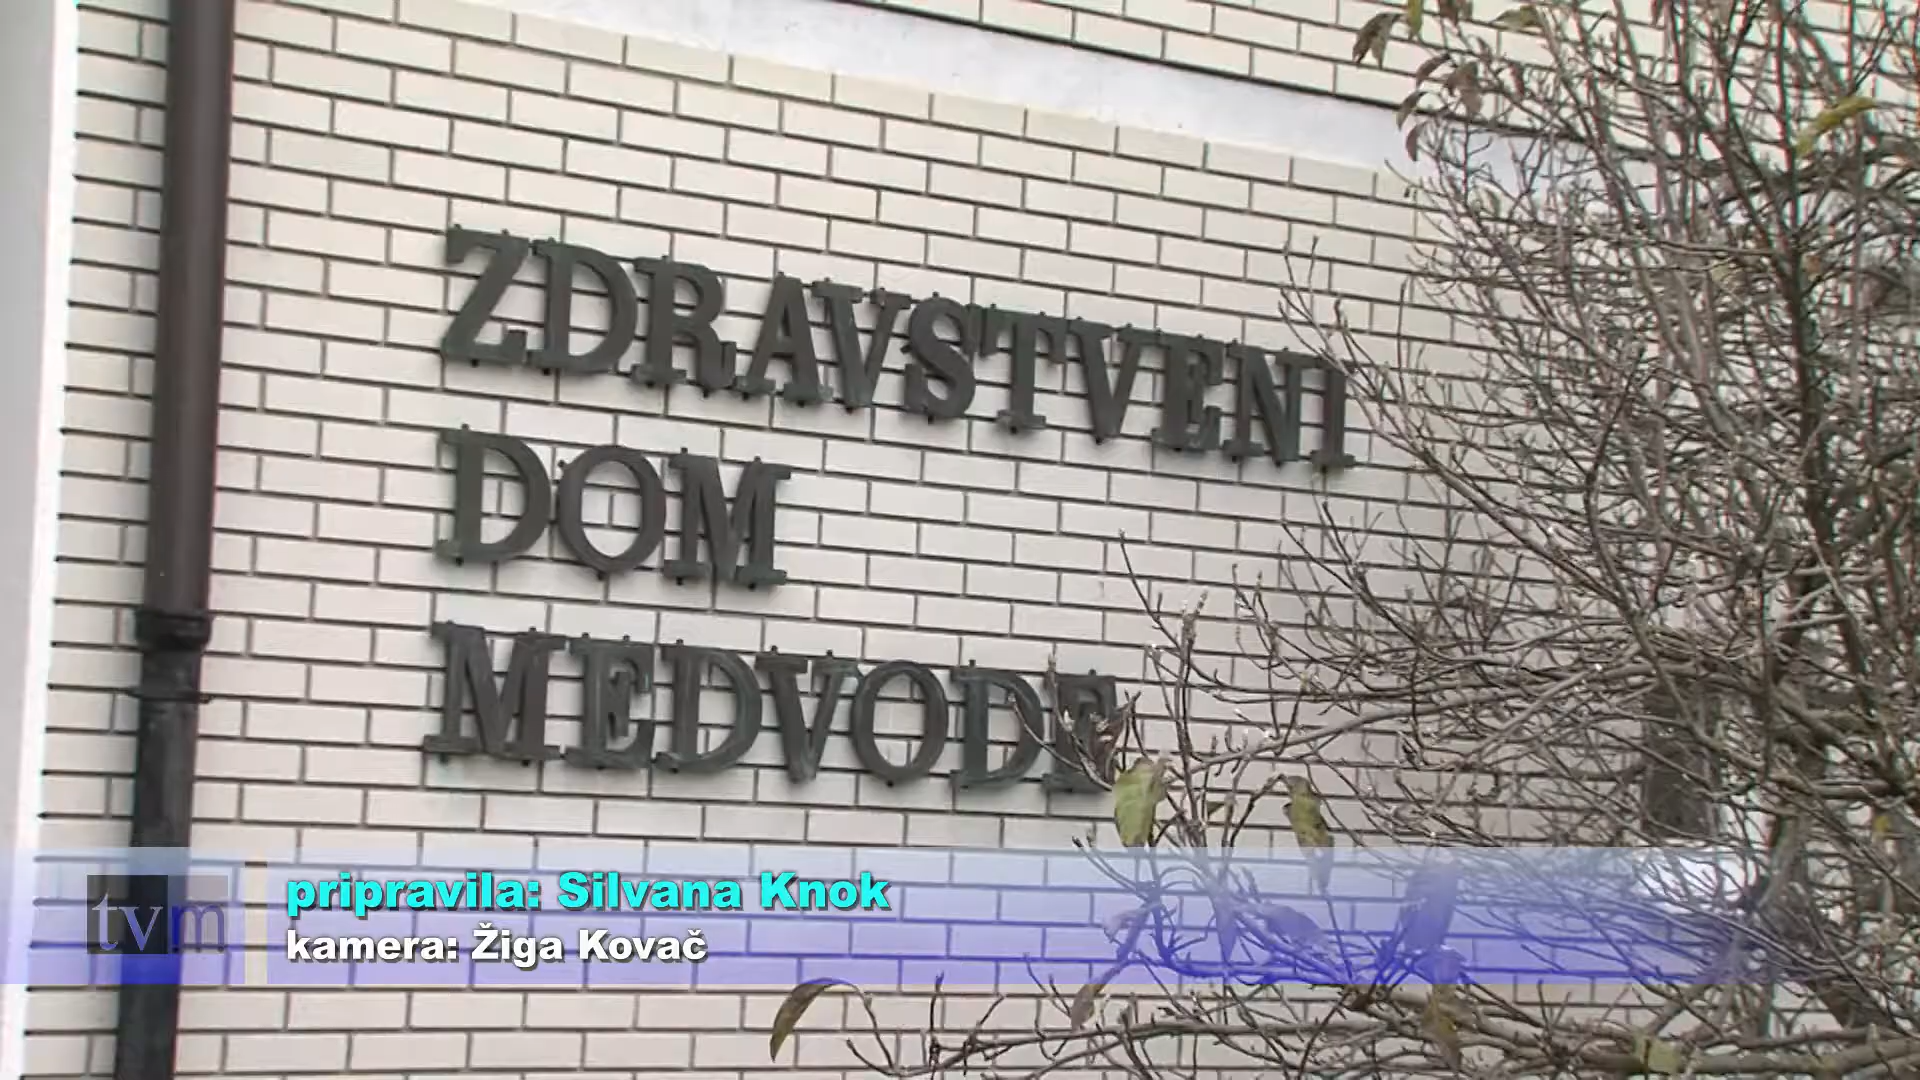 ZDRAVSTVENI
DOM
MEDVODE
tvm
pripravila: Silvana Knok
kamera: Žiga Kovač